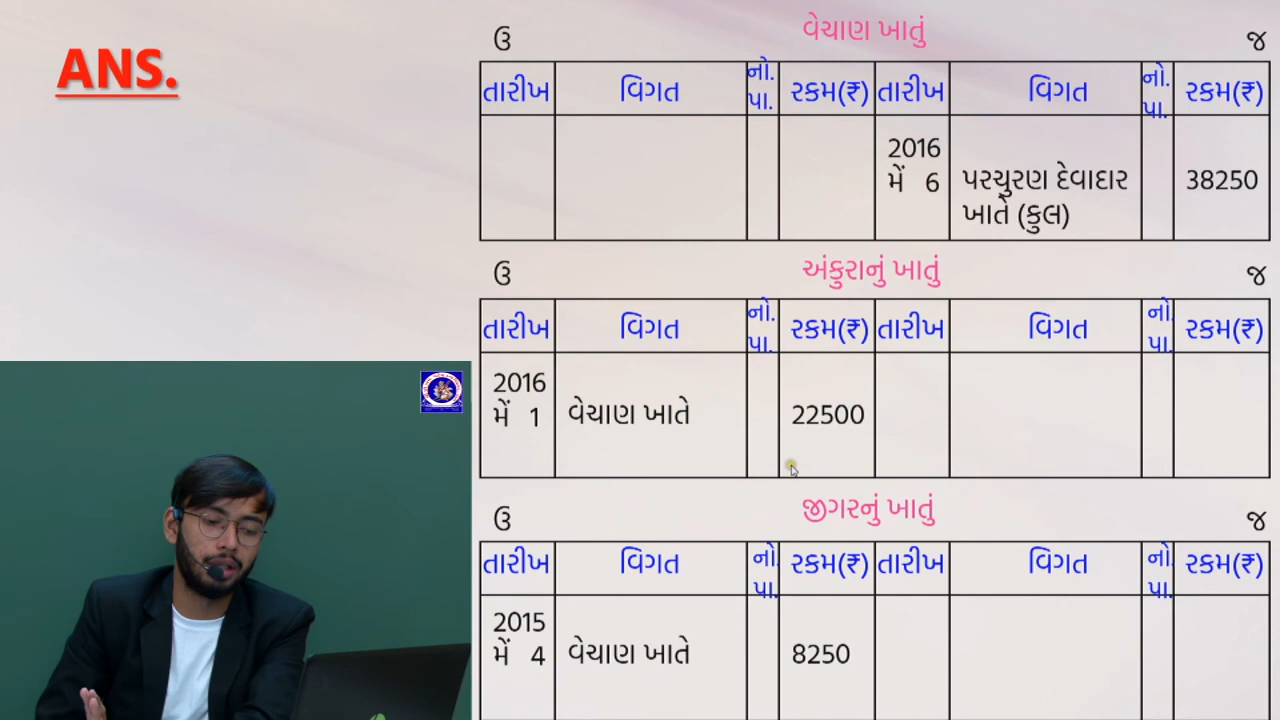 ANS.
વેચાણ ખાતું
ઉ જ
તારીખ વિગત નો. પા. રકમ(₹) તારીખ વિગત નો. પા. રકમ(₹)
2016
મેં 6 પરચુરણ દેવાદાર 38250
ખાતે (કુલ)
અંકુરાનું ખાતું
ઉ જ
તારીખ વિગત નો. પા. રકમ(₹) તારીખ વિગત નો. પા. રકમ(₹)
2016
મેં 1 વેચાણ ખાતે 22500
જીગરનું ખાતું
ઉ જ
તારીખ વિગત નો. પા. રકમ(₹) તારીખ વિગત નો. પા. રકમ(₹)
2015
મેં 4 વેચાણ ખાતે 8250